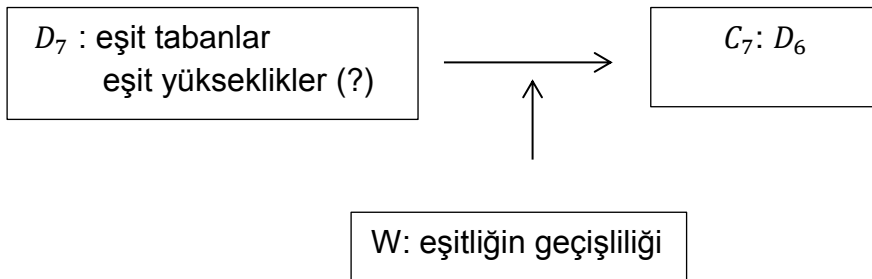 𝐷₇ : eşit tabanlar
eşit yükseklikler (?)
𝐶₇: 𝐷₆
W: eşitliğin geçişliliği